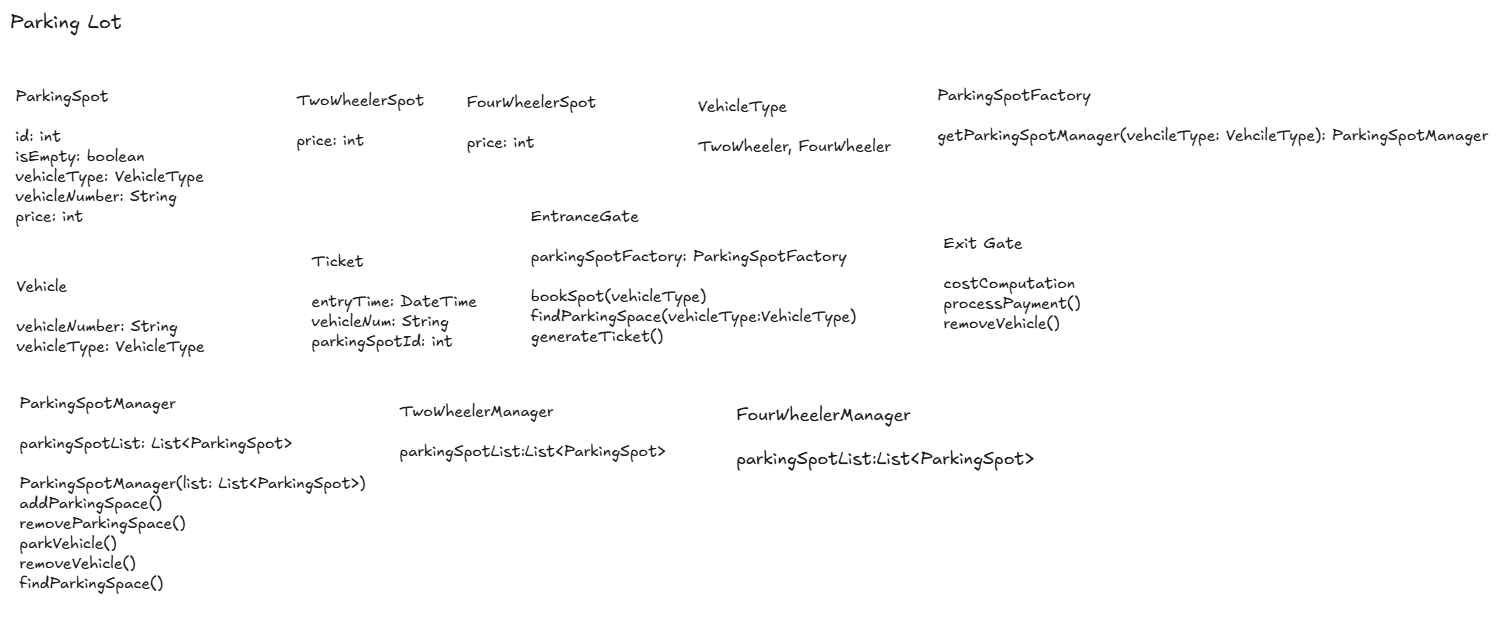 Parking Lot
ParkingSpot
id: int
isEmpty: boolean
vehicleType: VehicleType
vehicleNumber: String
price: int
TwoWheelerSpot
price: int
FourWheelerSpot
price: int
VehicleType
TwoWheeler, FourWheeler
ParkingSpotFactory
getParkingSpotManager(vehcileType: VehcileType): ParkingSpotManager
Vehicle
vehicleNumber: String
vehicleType: VehicleType
Ticket
entryTime: DateTime
vehicleNum: String
parkingSpotId: int
EntranceGate
parkingSpotFactory: ParkingSpotFactory
bookSpot(vehicleType)
findParkingSpace(vehicleType:VehicleType)
generateTicket()
Exit Gate
costComputation
processPayment()
removeVehicle()
ParkingSpotManager
parkingSpotList: List<ParkingSpot>
ParkingSpotManager(list: List<ParkingSpot>)
addParkingSpace()
removeParkingSpace()
parkVehicle()
removeVehicle()
findParkingSpace()
TwoWheelerManager
parkingSpotList:List<ParkingSpot>
FourWheelerManager
parkingSpotList:List<ParkingSpot>